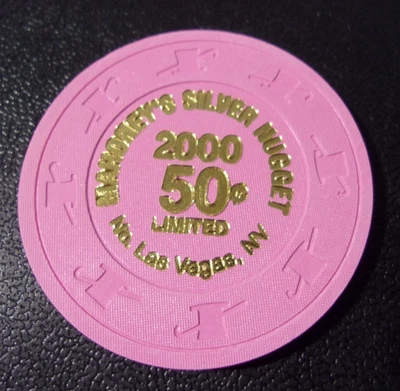 MAHONEY'S SILVER NUGGET
2000
50¢
LIMITED
No. Las Vegas, NV